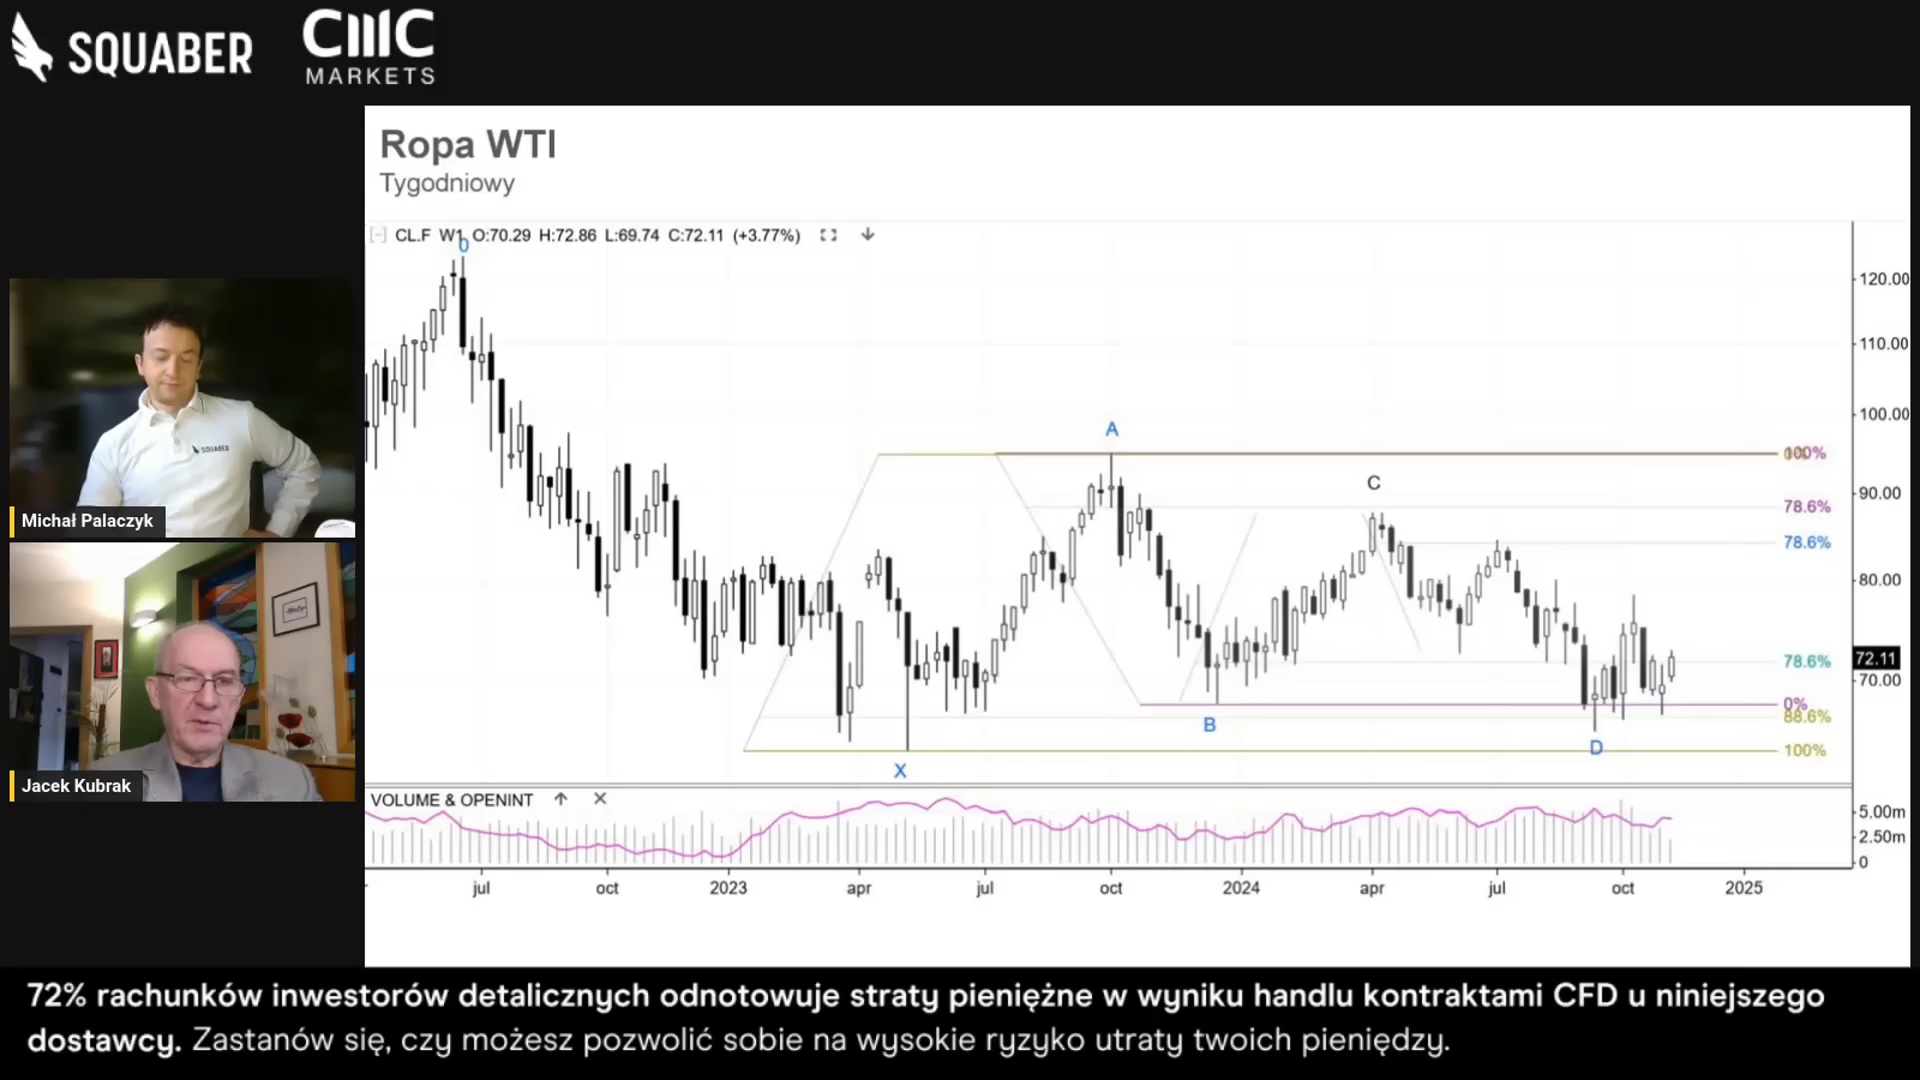 SQUABER
CMC
MARKETS
Ropa WTI
Tygodniowy
CL.F W1 O:70.29 H:72.86 L:69.74 C:72.11 (+3.77%)
0
120.00
110.00
A
100.00
100%
C
90.00
78.6%
78.6%
80.00
SQUABER
Michał Palaczyk
78.6%
72.11
70.00
0%
88.6%
B
D
100%
X
Jacek Kubrak
VOLUME & OPENINT
5.00m
2.50m
0
jul oct 2023 apr jul oct 2024 apr jul oct 2025
72% rachunków inwestorów detalicznych odnotowuje straty pieniężne w wyniku handlu kontraktami CFD u niniejszego
dostawcy. Zastanów się, czy możesz pozwolić sobie na wysokie ryzyko utraty twoich pieniędzy.